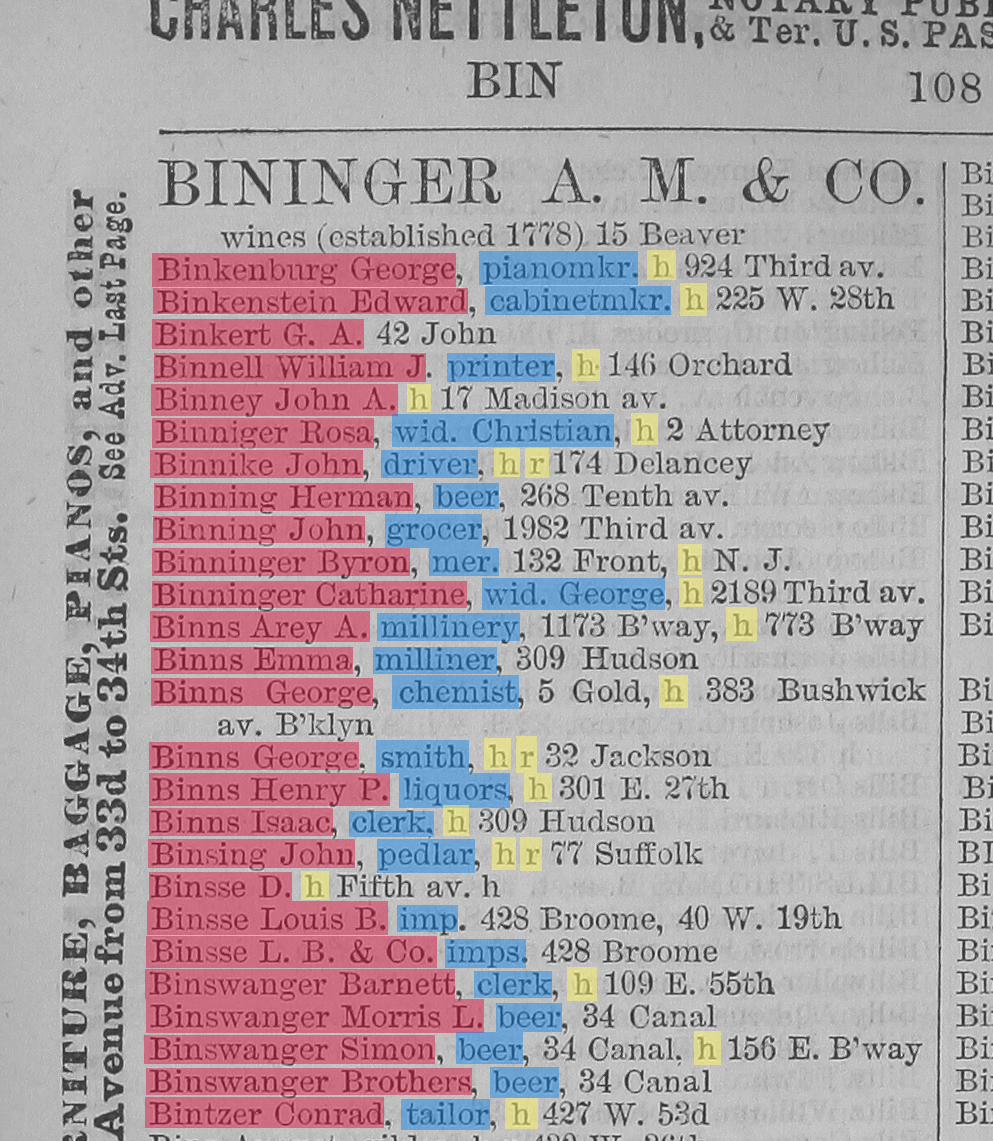 CHARLES NETTLETON, NOTARY PUB
& Ter. U. S. PAS
BIN
108
BININGER A. M. & CO.
wines (established 1778) 15 Beaver
Binkenburg George, pianomkr. h 924 Third av.
Binkenstein Edward, cabinetmkr. h 225 W. 28th
Binkert G. A. 42 John
Binnell William J. printer, h 146 Orchard
Binney John A. h 17 Madison av.
Binniger Rosa, wid. Christian, h 2 Attorney
Binnike John, driver, h r 174 Delancey
Binning Herman, beer, 268 Tenth av.
Binning John, grocer, 1982 Third av.
Binninger Byron, mer. 132 Front, h N. J.
Binninger Catharine, wid. George, h 2189 Third av.
Binns Arey A. millinery, 1173 B'way, h 773 B'way
Binns Emma, milliner, 309 Hudson
Binns George, chemist, 5 Gold, h 383 Bushwick
av. B'klyn
Binns George, smith, h r 32 Jackson
Binns Henry P. liquors, h 301 E. 27th
Binns Isaac, clerk, h 309 Hudson
Binsing John, pedlar, h r 77 Suffolk
Binsse D. h Fifth av. h
Binsse Louis B. imp. 428 Broome, 40 W. 19th
Binsse L. B. & Co. imps. 428 Broome
Binswanger Barnett, clerk, h 109 E. 55th
Binswanger Morris L. beer, 34 Canal
Binswanger Simon, beer, 34 Canal. h 156 E. B'way
Binswanger Brothers, beer, 34 Canal
Bintzer Conrad, tailor, h 427 W. 53d
NITURE, BAGGAGE, PIANOS, and other
Avenue from 33d to 34th Sts. See Adv. Last Page.